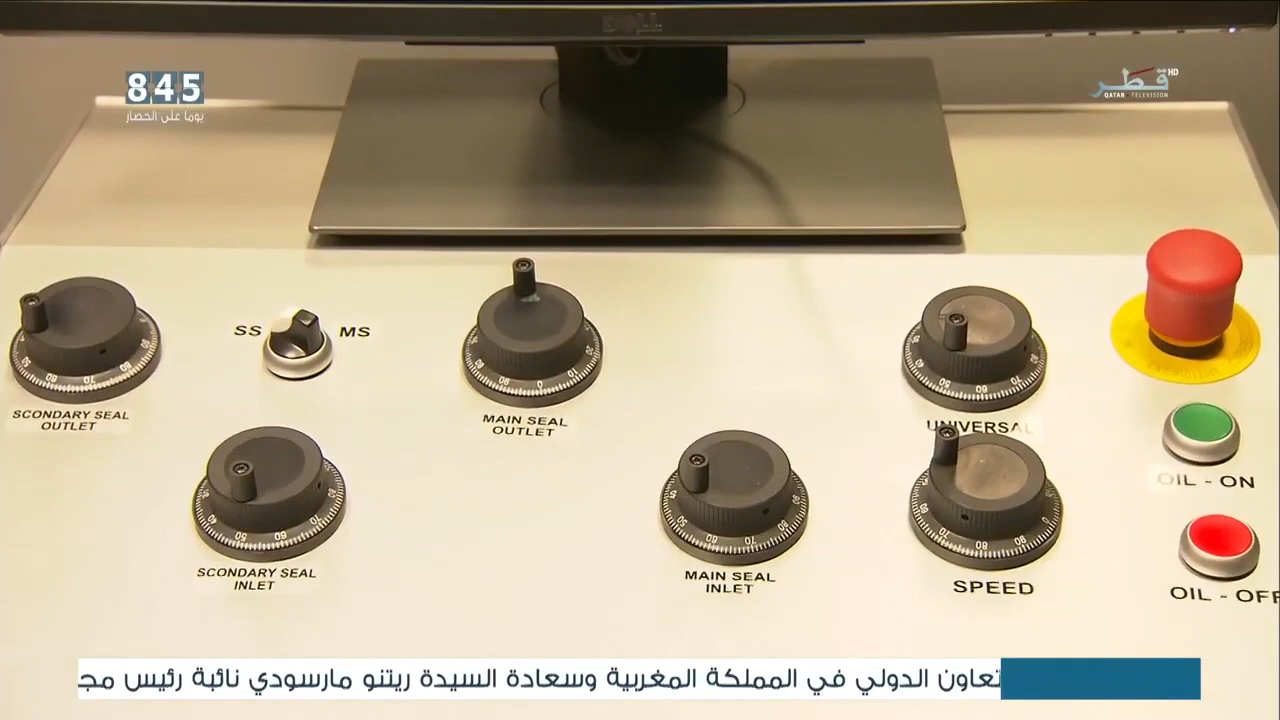 DELL
845
يوما على الحصار
قطر HD
QATAR TELEVISION
SS MS
SCONDARY SEAL
OUTLET
MAIN SEAL
OUTLET
UNIVERSAL
OIL - ON
SCONDARY SEAL
INLET
MAIN SEAL
INLET
SPEED
OIL - OFF
تعاون الدولي في المملكة المغربية وسعادة السيدة ريتنو مارسودي نائبة رئيس مج